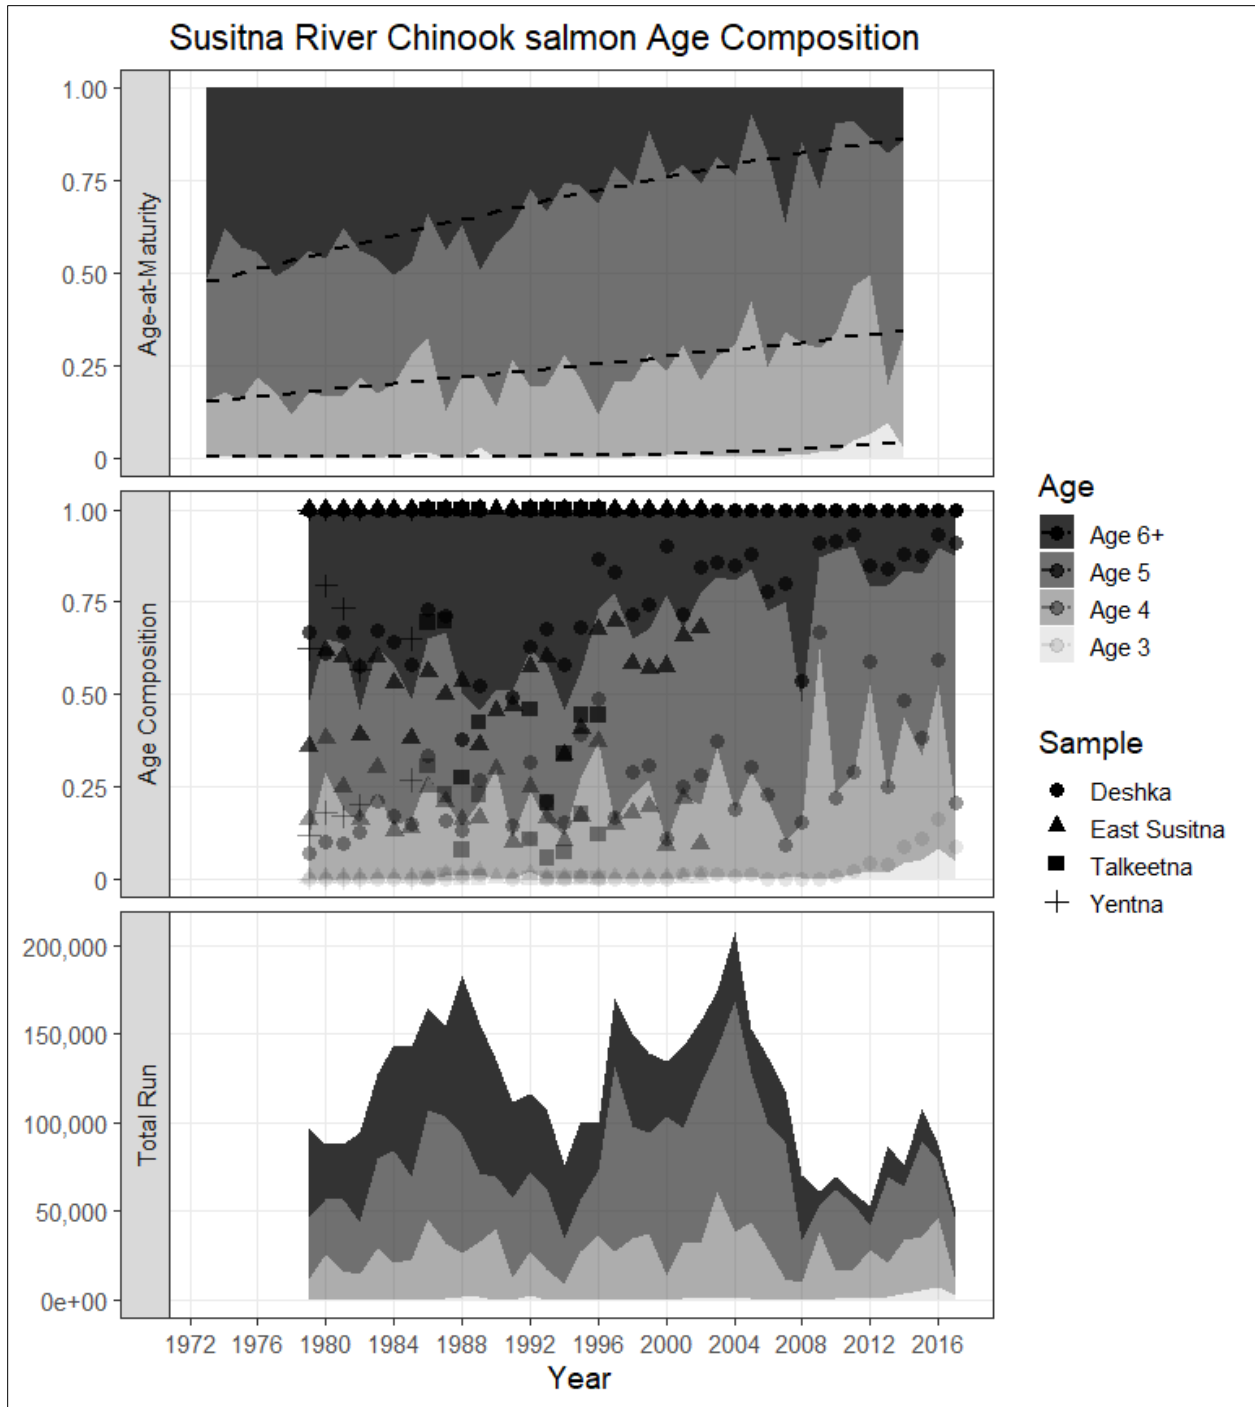 Susitna River Chinook salmon Age Composition
1.00
0.75
0.50
0.25
0
Age-at-Maturity
1.00
0.75
0.50
0.25
0
Age Composition
200,000
150,000
100,000
50,000
0e+00
Total Run
1972 1976 1980 1984 1988 1992 1996 2000 2004 2008 2012 2016
Year
Age
Age 6+
Age 5
Age 4
Age 3
Sample
Deshka
East Susitna
Talkeetna
Yentna